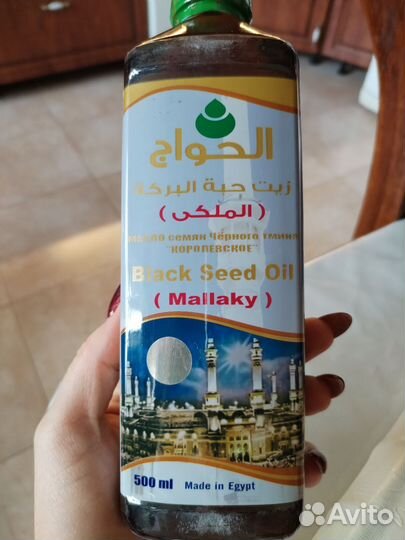 الحواج
زيت حبة البركة
( الملكى )
Масло семян Чёрного тмина
"КОРОЛЕВСКОЕ"
Black Seed Oil
( Mallaky )
500 ml Made in Egypt
Avito